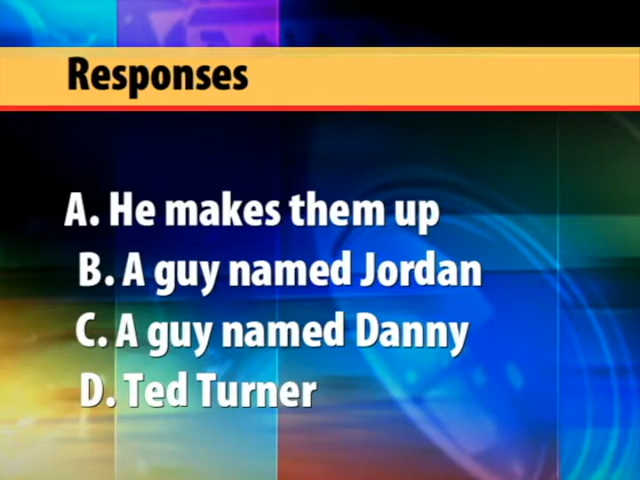 Responses
A. He makes them up
B. A guy named Jordan
C. A guy named Danny
D. Ted Turner